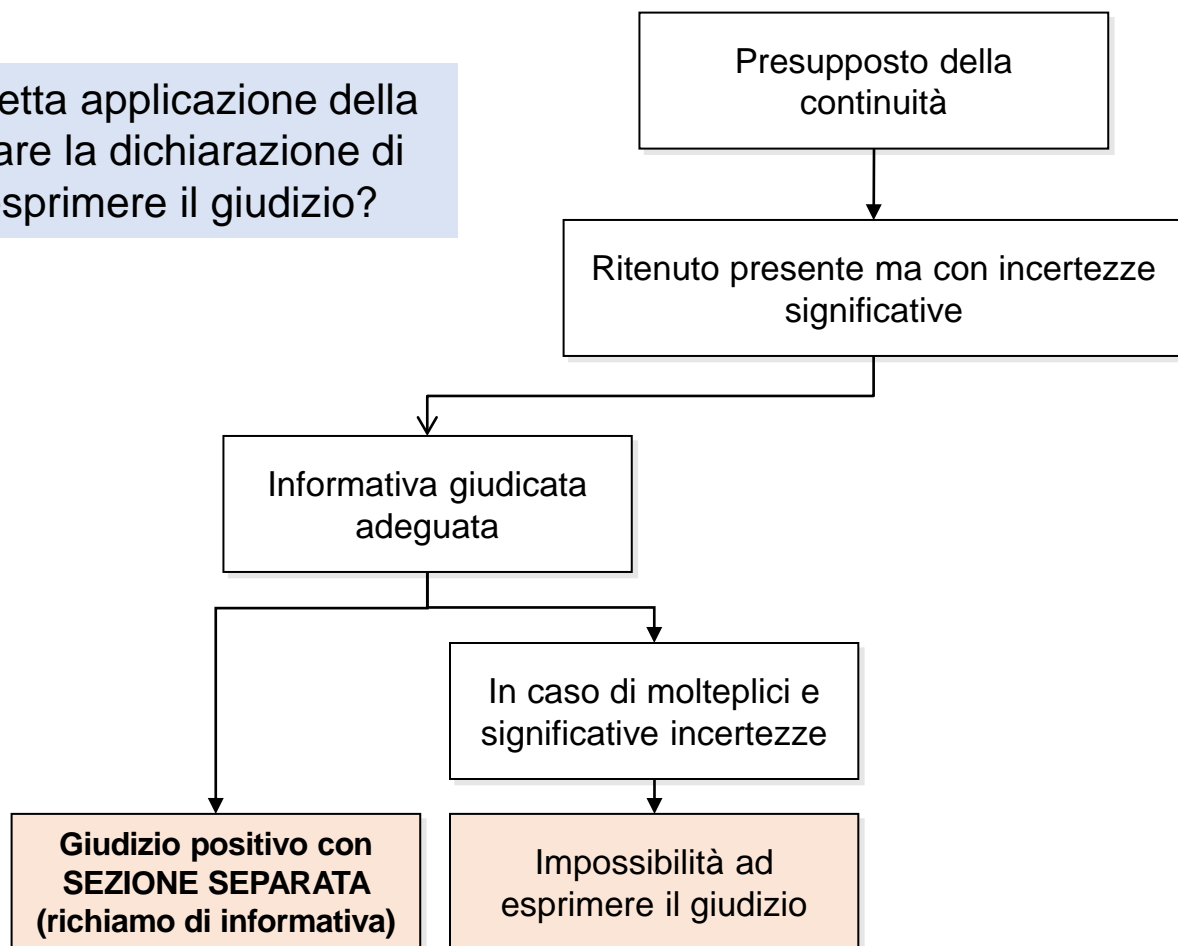 etta applicazione della
are la dichiarazione di
esprimere il giudizio?
Presupposto della
continuità
Ritenuto presente ma con incertezze
significative
Informativa giudicata
adeguata
In caso di molteplici e
significative incertezze
Giudizio positivo con
SEZIONE SEPARATA
(richiamo di informativa)
Impossibilità ad
esprimere il giudizio